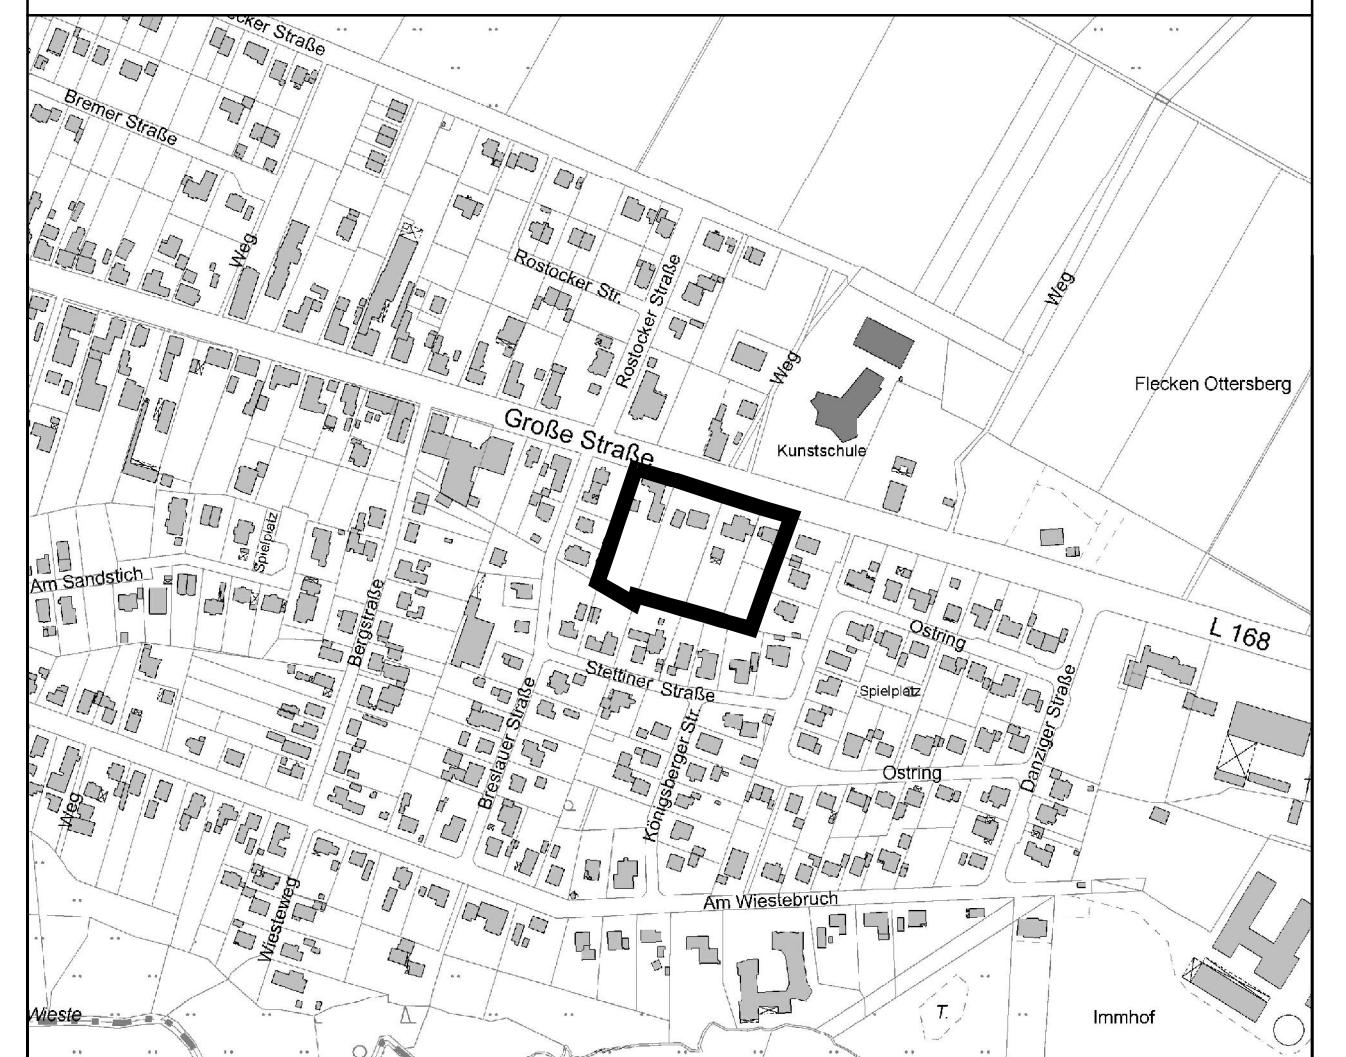 ecker Straße
Bremer Straße
Weg
Rostocker Str.
Rostocker Straße
Weg
Weg
Flecken Ottersberg
Große Straße
Kunstschule
Spielplatz
Am Sandstich
Bergstraße
Ostring
L 168
Stettiner Straße
Spielplatz
Breslauer Straße
Königsberger Str.
Danziger Straße
Ostring
Weg
Wiesteweg
Am Wiestebruch
Wieste
T.
Immhof